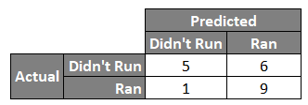 Predicted
Didn't Run Ran
Actual Didn't Run 5 6
Ran 1 9